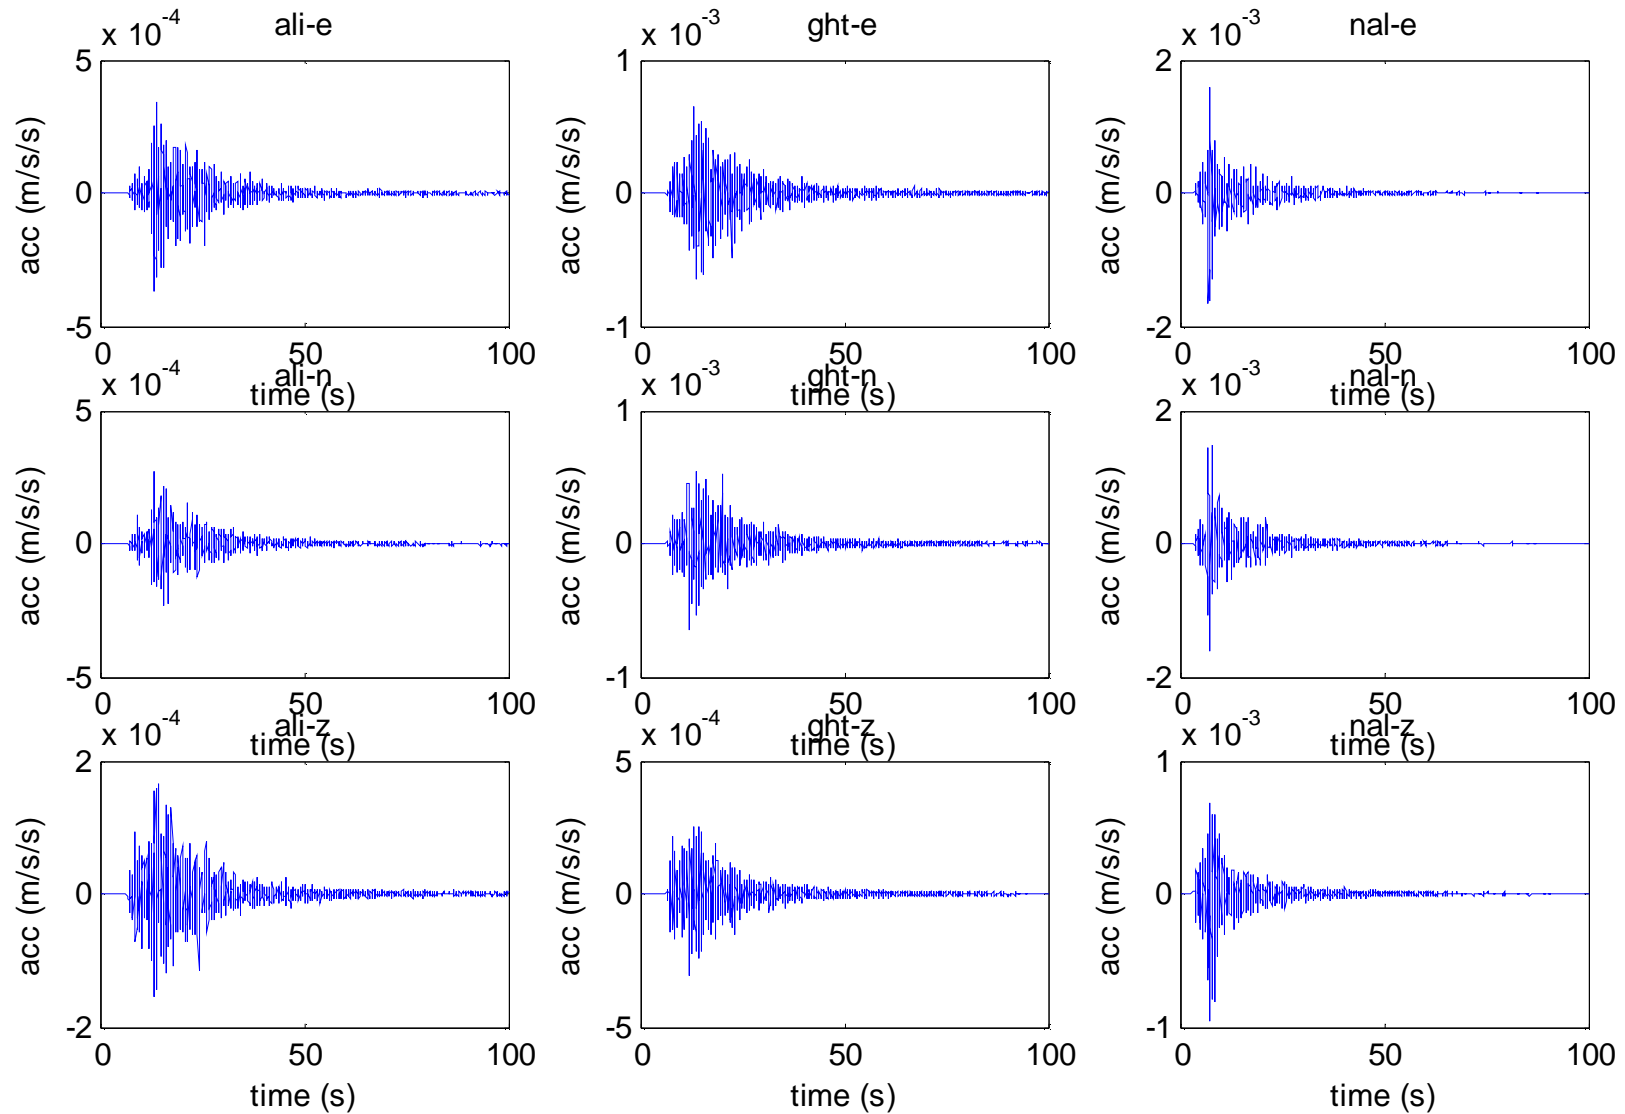 x 10^-4 ali-e
5
0
-5
acc (m/s/s)
0 50 100
time (s)
x 10^-3 ght-e
1
0
-1
acc (m/s/s)
0 50 100
time (s)
x 10^-3 nal-e
2
0
-2
acc (m/s/s)
0 50 100
time (s)
x 10^-4 ali-n
5
0
-5
acc (m/s/s)
0 50 100
time (s)
x 10^-3 ght-n
1
0
-1
acc (m/s/s)
0 50 100
time (s)
x 10^-3 nal-n
2
0
-2
acc (m/s/s)
0 50 100
time (s)
x 10^-4 ali-z
2
0
-2
acc (m/s/s)
0 50 100
time (s)
x 10^-4 ght-z
5
0
-5
acc (m/s/s)
0 50 100
time (s)
x 10^-3 nal-z
1
0
-1
acc (m/s/s)
0 50 100
time (s)